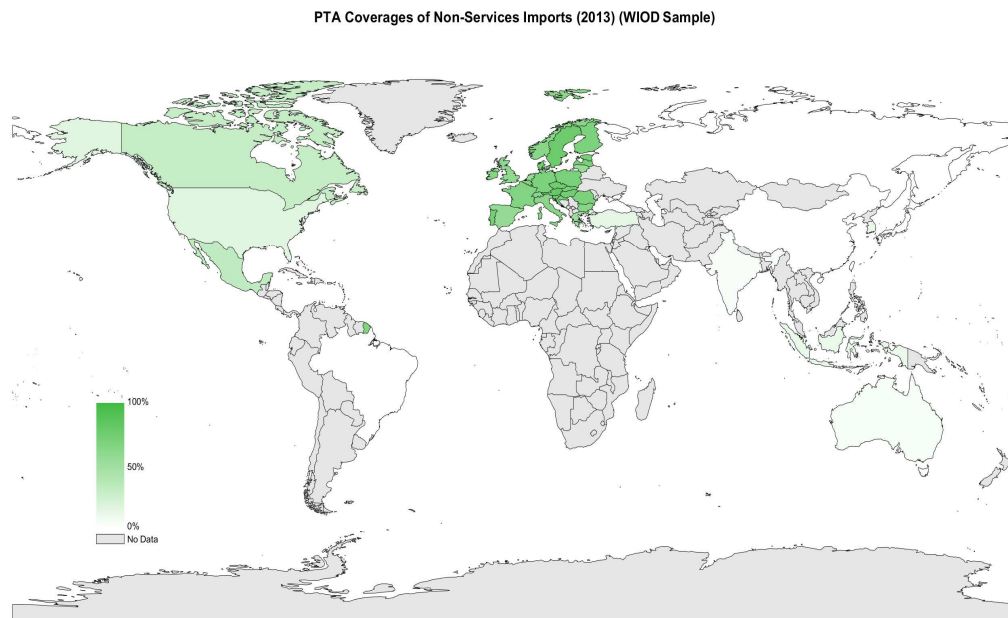 PTA Coverages of Non-Services Imports (2013) (WIOD Sample)
100%
50%
0%
No Data